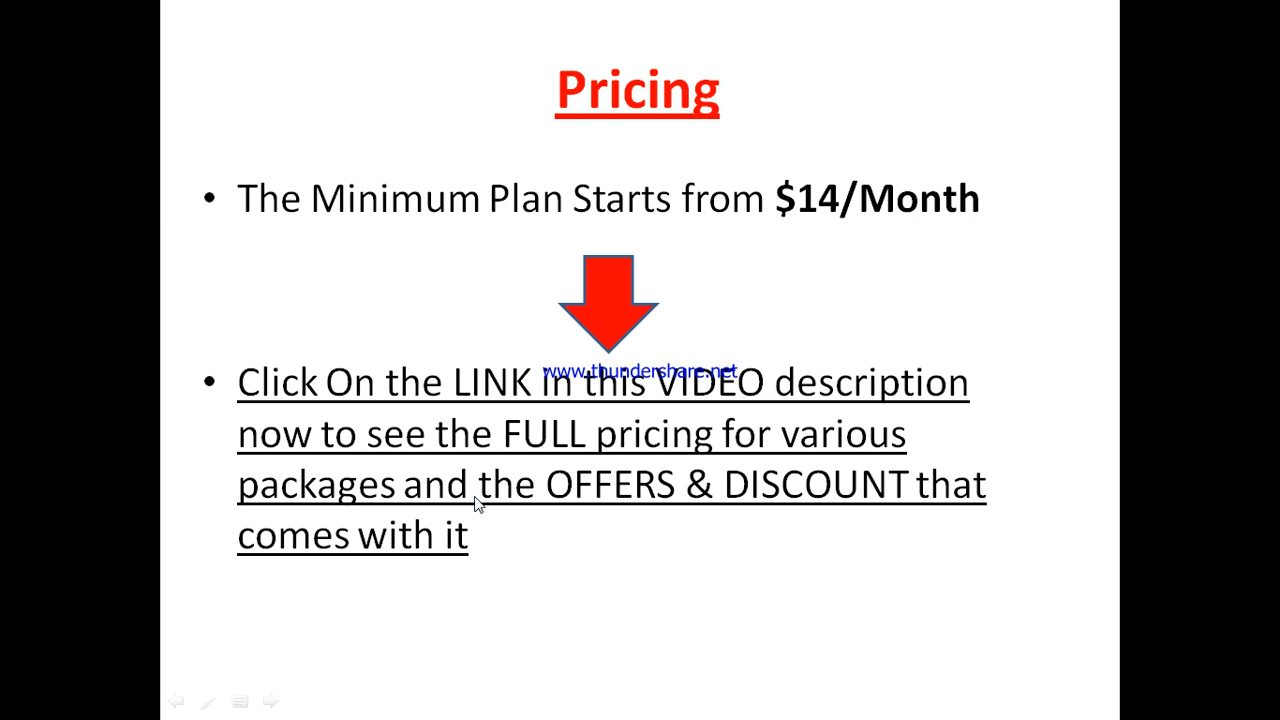 Pricing
• The Minimum Plan Starts from $14/Month
www.thundershare.net
• Click On the LINK in this VIDEO description
now to see the FULL pricing for various
packages and the OFFERS & DISCOUNT that
comes with it